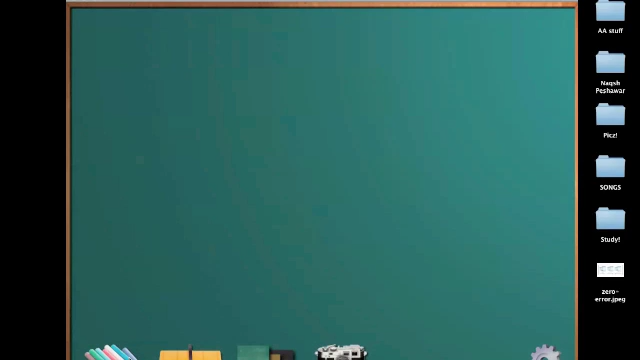 AA stuff
Naqsh
Peshawar
Picz!
SONGS
Study!
zero-
error.jpeg